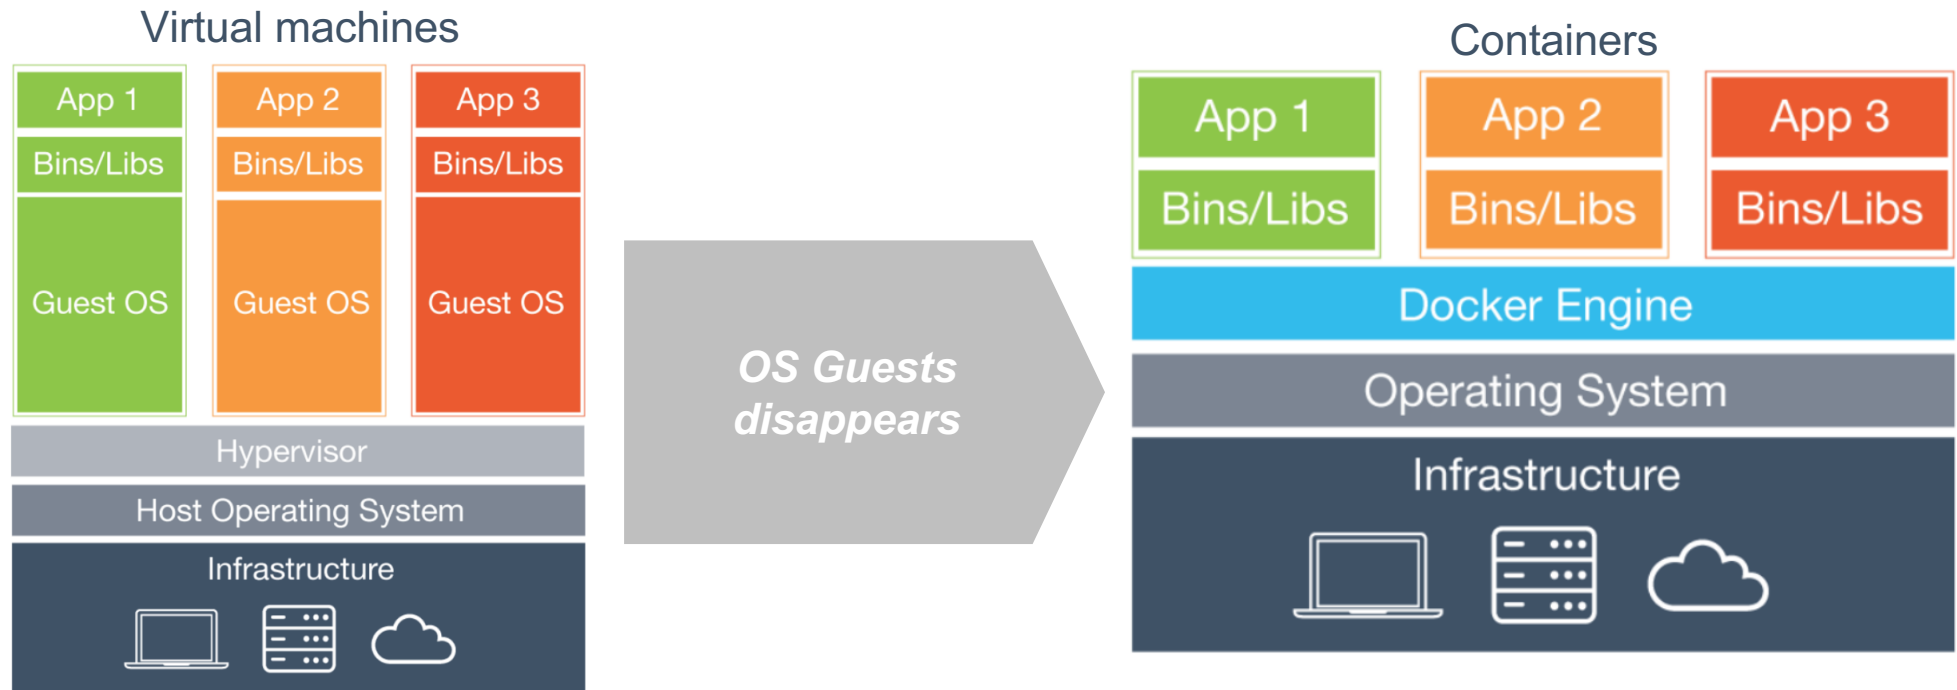 Virtual machines
App 1
App 2
App 3
Bins/Libs
Bins/Libs
Bins/Libs
Guest OS
Guest OS
Guest OS
Hypervisor
Host Operating System
Infrastructure
OS Guests
disappears
Containers
App 1
App 2
App 3
Bins/Libs
Bins/Libs
Bins/Libs
Docker Engine
Operating System
Infrastructure